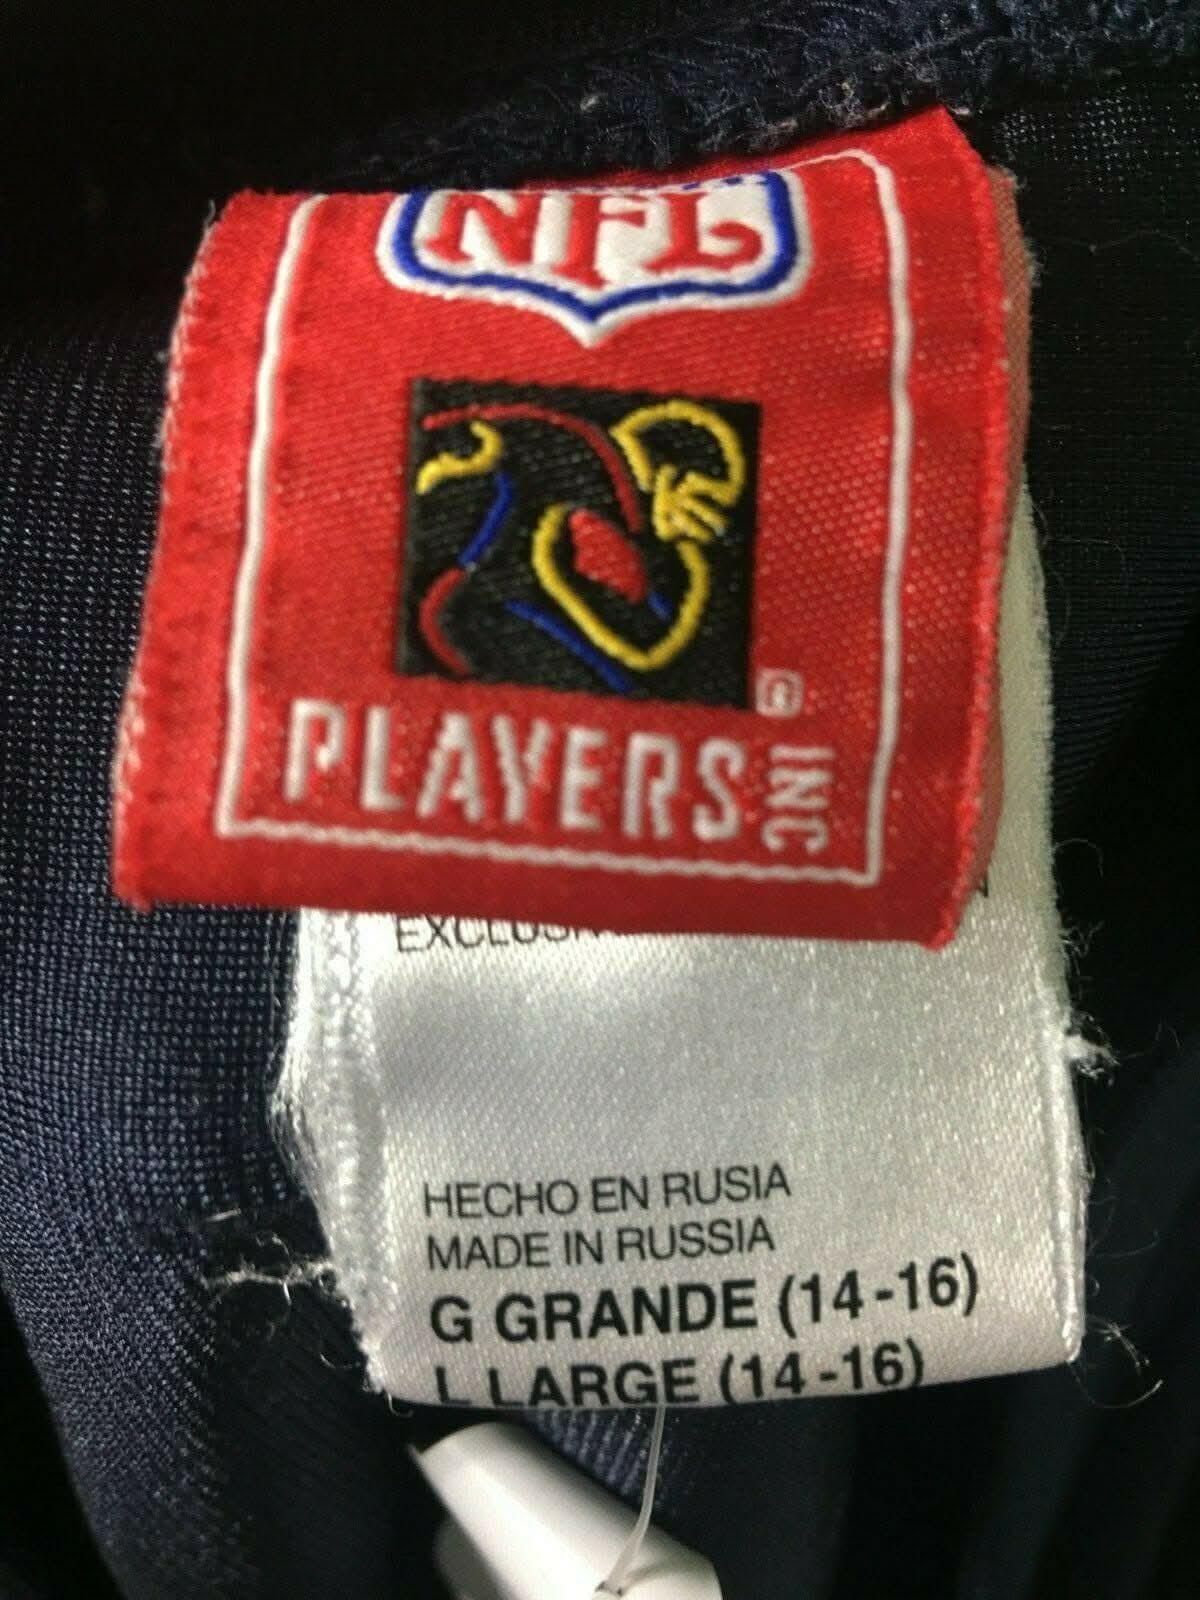 NFL
PLAYERS INC
HECHO EN RUSIA
MADE IN RUSSIA
G GRANDE (14-16)
L LARGE (14-16)